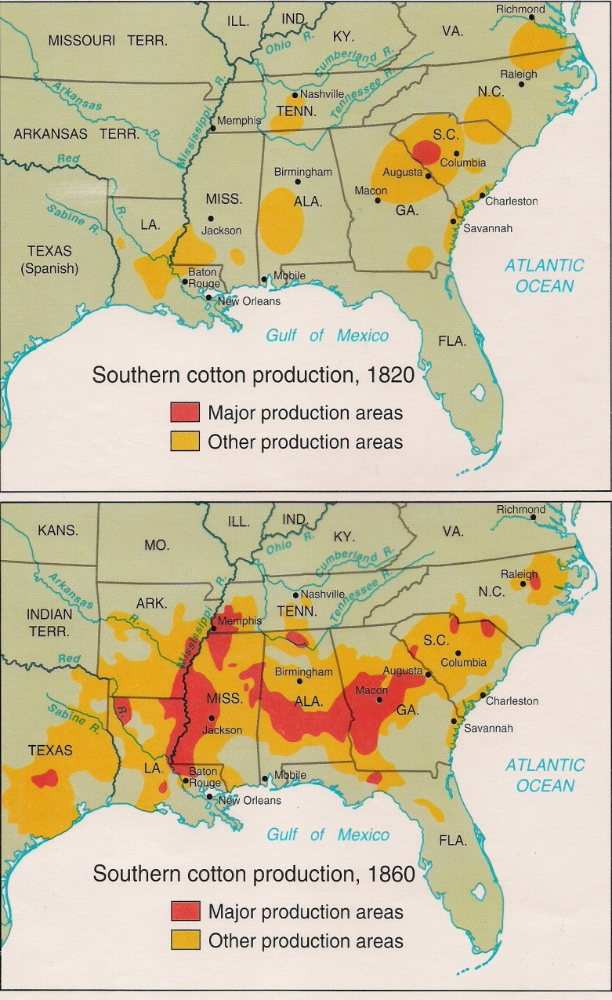 Richmond
ILL.
IND.
VA.
KY.
MISSOURI TERR.
Ohio R.
Cumberland R.
Tennessee R.
Raleigh
N.C.
Arkansas
R.
Nashville
TENN.
Mississippi R.
Memphis
ARKANSAS TERR.
S.C.
Red
R.
Columbia
Birmingham
Augusta
Macon
MISS.
ALA.
GA.
Charleston
Sabine R.
LA.
Jackson
Savannah
TEXAS
(Spanish)
ATLANTIC
OCEAN
Baton
Rouge
Mobile
New Orleans
Gulf of Mexico
FLA.
Southern cotton production, 1820
Major production areas
Other production areas
Richmond
ILL.
IND.
VA.
KANS.
KY.
MO.
Ohio R.
Cumberland R.
Tennessee R.
Raleigh
N.C.
Arkansas
R.
Nashville
ARK.
TENN.
INDIAN
TERR.
Mississippi R.
Memphis
S.C.
Red
R.
Columbia
Birmingham
Augusta
Macon
MISS.
ALA.
GA.
Charleston
Sabine R.
Jackson
Savannah
TEXAS
LA.
ATLANTIC
OCEAN
Baton
Rouge
Mobile
New Orleans
Gulf of Mexico
FLA.
Southern cotton production, 1860
Major production areas
Other production areas